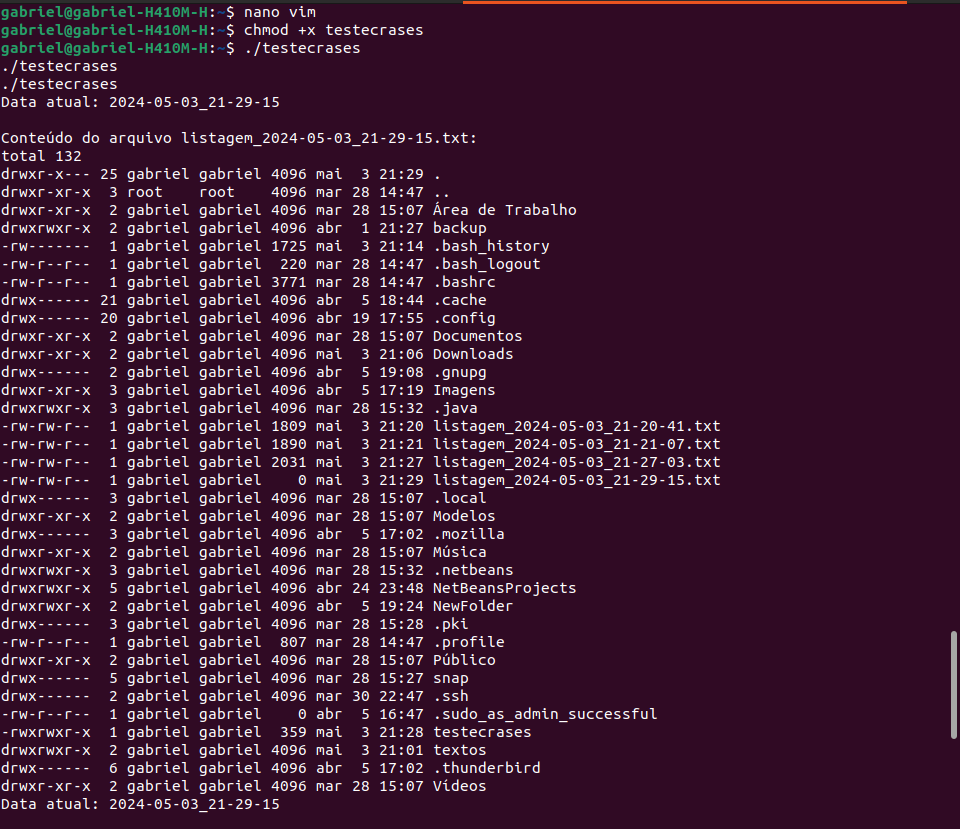 gabriel@gabriel-H410M-H:~$ nano vim
gabriel@gabriel-H410M-H:~$ chmod +x testecrases
gabriel@gabriel-H410M-H:~$ ./testecrases
./testecrases
./testecrases
Data atual: 2024-05-03_21-29-15

Conteúdo do arquivo listagem_2024-05-03_21-29-15.txt:
total 132
drwxr-x--- 25 gabriel gabriel 4096 mai  3 21:29 .
drwxr-xr-x  3 root    root    4096 mar 28 14:47 ..
drwxr-xr-x  2 gabriel gabriel 4096 mar 28 15:07 Área de Trabalho
drwxrwxr-x  2 gabriel gabriel 4096 abr  1 21:27 backup
-rw-------  1 gabriel gabriel 1725 mai  3 21:14 .bash_history
-rw-r--r--  1 gabriel gabriel  220 mar 28 14:47 .bash_logout
-rw-r--r--  1 gabriel gabriel 3771 mar 28 14:47 .bashrc
drwx------ 21 gabriel gabriel 4096 abr  5 18:44 .cache
drwx------ 20 gabriel gabriel 4096 abr 19 17:55 .config
drwxr-xr-x  2 gabriel gabriel 4096 mar 28 15:07 Documentos
drwxr-xr-x  2 gabriel gabriel 4096 mai  3 21:06 Downloads
drwx------  2 gabriel gabriel 4096 abr  5 19:08 .gnupg
drwxr-xr-x  3 gabriel gabriel 4096 abr  5 17:19 Imagens
drwxrwxr-x  3 gabriel gabriel 4096 mar 28 15:32 .java
-rw-rw-r--  1 gabriel gabriel 1809 mai  3 21:20 listagem_2024-05-03_21-20-41.txt
-rw-rw-r--  1 gabriel gabriel 1890 mai  3 21:21 listagem_2024-05-03_21-21-07.txt
-rw-rw-r--  1 gabriel gabriel 2031 mai  3 21:27 listagem_2024-05-03_21-27-03.txt
-rw-rw-r--  1 gabriel gabriel    0 mai  3 21:29 listagem_2024-05-03_21-29-15.txt
drwx------  3 gabriel gabriel 4096 mar 28 15:07 .local
drwxr-xr-x  2 gabriel gabriel 4096 mar 28 15:07 Modelos
drwx------  3 gabriel gabriel 4096 abr  5 17:02 .mozilla
drwxr-xr-x  2 gabriel gabriel 4096 mar 28 15:07 Música
drwxrwxr-x  3 gabriel gabriel 4096 mar 28 15:32 .netbeans
drwxrwxr-x  5 gabriel gabriel 4096 abr 24 23:48 NetBeansProjects
drwxrwxr-x  2 gabriel gabriel 4096 abr  5 19:24 NewFolder
drwx------  3 gabriel gabriel 4096 mar 28 15:28 .pki
-rw-r--r--  1 gabriel gabriel  807 mar 28 14:47 .profile
drwxr-xr-x  2 gabriel gabriel 4096 mar 28 15:07 Público
drwx------  5 gabriel gabriel 4096 mar 28 15:27 snap
drwx------  2 gabriel gabriel 4096 mar 30 22:47 .ssh
-rw-r--r--  1 gabriel gabriel    0 abr  5 16:47 .sudo_as_admin_successful
-rwxrwxr-x  1 gabriel gabriel  359 mai  3 21:28 testecrases
drwxrwxr-x  2 gabriel gabriel 4096 mai  3 21:01 textos
drwx------  6 gabriel gabriel 4096 abr  5 17:02 .thunderbird
drwxr-xr-x  2 gabriel gabriel 4096 mar 28 15:07 Vídeos
Data atual: 2024-05-03_21-29-15